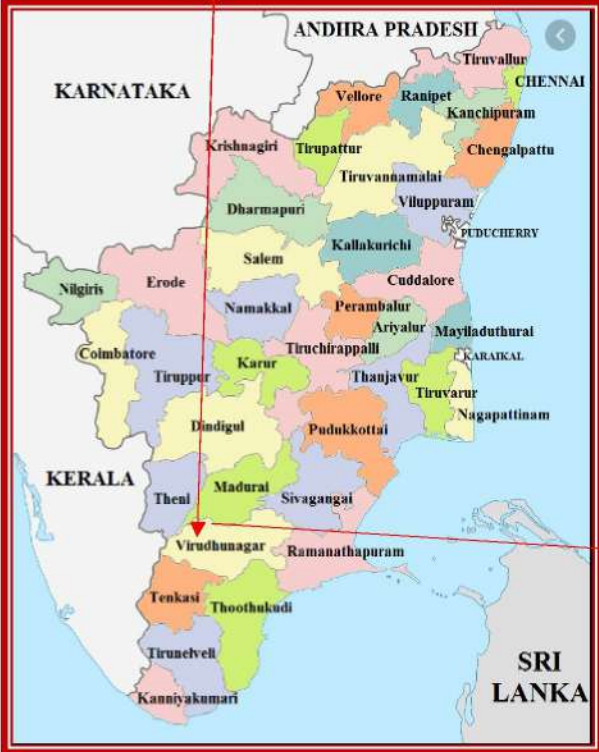 ANDHRA PRADESH
Tiruvallur
CHENNAI
KARNATAKA
Vellore
Ranipet
Kanchipuram
Krishnagiri
Tirupattur
Chengalpattu
Tiruvannamalai
Viluppuram
Dharmapuri
PUDUCHERRY
Kallakurichi
Salem
Cuddalore
Nilgiris
Erode
Namakkal
Perambalur
Ariyalur
Mayiladuthurai
Coimbatore
Tiruchirappalli
KARAIKAL
Karur
Tiruppur
Thanjavur
Tiruvarur
Nagapattinam
Dindigul
Pudukkottai
KERALA
Theni
Madurai
Sivagangai
Virudhunagar
Ramanathapuram
Tenkasi
Thoothukudi
Tirunelveli
SRI
LANKA
Kanniyakumari